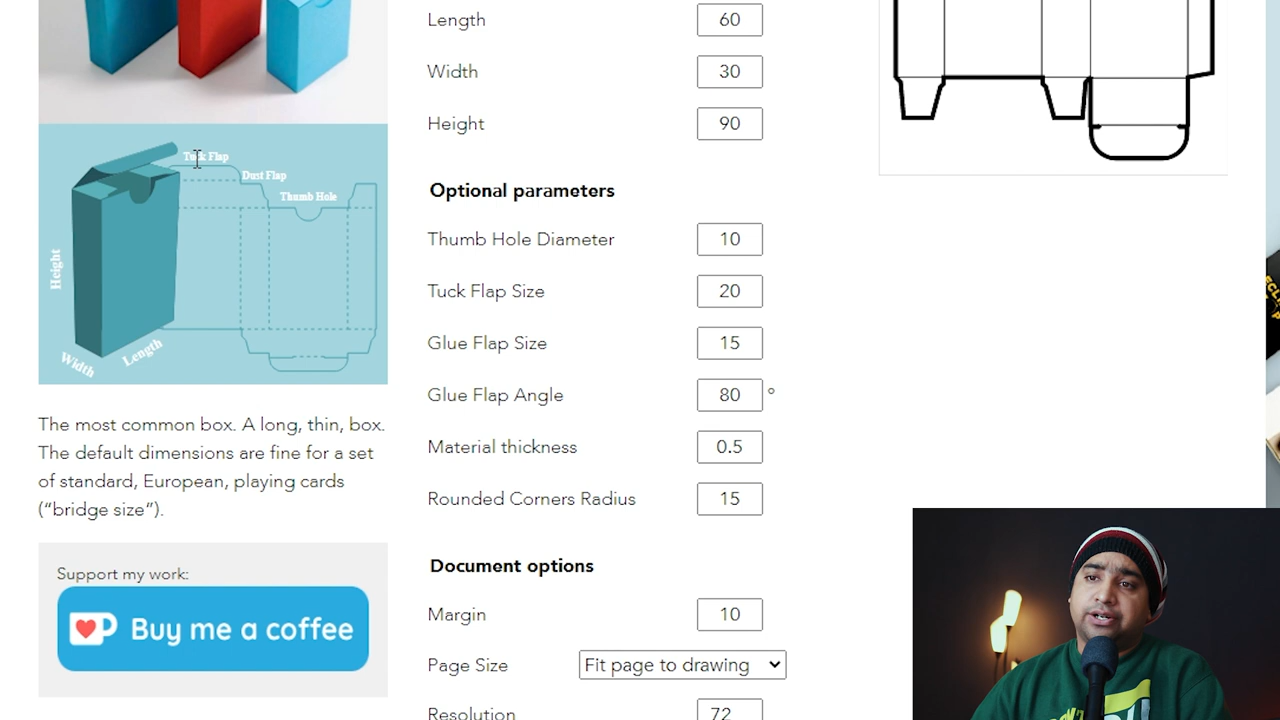 Length 60
Width 30
Height 90
Optional parameters
Thumb Hole Diameter 10
Tuck Flap Size 20
Glue Flap Size 15
Glue Flap Angle 80 °
Material thickness 0.5
Rounded Corners Radius 15
Document options
Margin 10
Page Size Fit page to drawing
Resolution 72
Tuck Flap
Dust Flap
Thumb Hole
Height
Width
Length
The most common box. A long, thin, box.
The default dimensions are fine for a set
of standard, European, playing cards
(“bridge size”).
Support my work:
Buy me a coffee